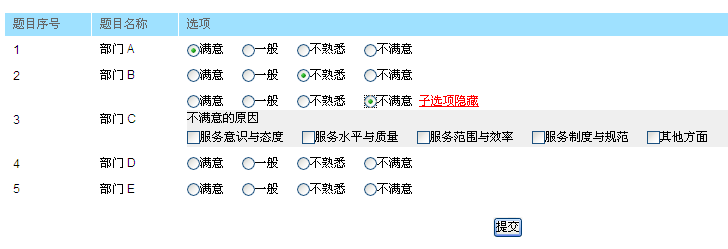 题目序号 题目名称 选项
1 部门 A 满意 一般 不熟悉 不满意
2 部门 B 满意 一般 不熟悉 不满意
满意 一般 不熟悉 不满意 子选项隐藏
3 部门 C 不满意的原因
服务意识与态度 服务水平与质量 服务范围与效率 服务制度与规范 其他方面
4 部门 D 满意 一般 不熟悉 不满意
5 部门 E 满意 一般 不熟悉 不满意
提交